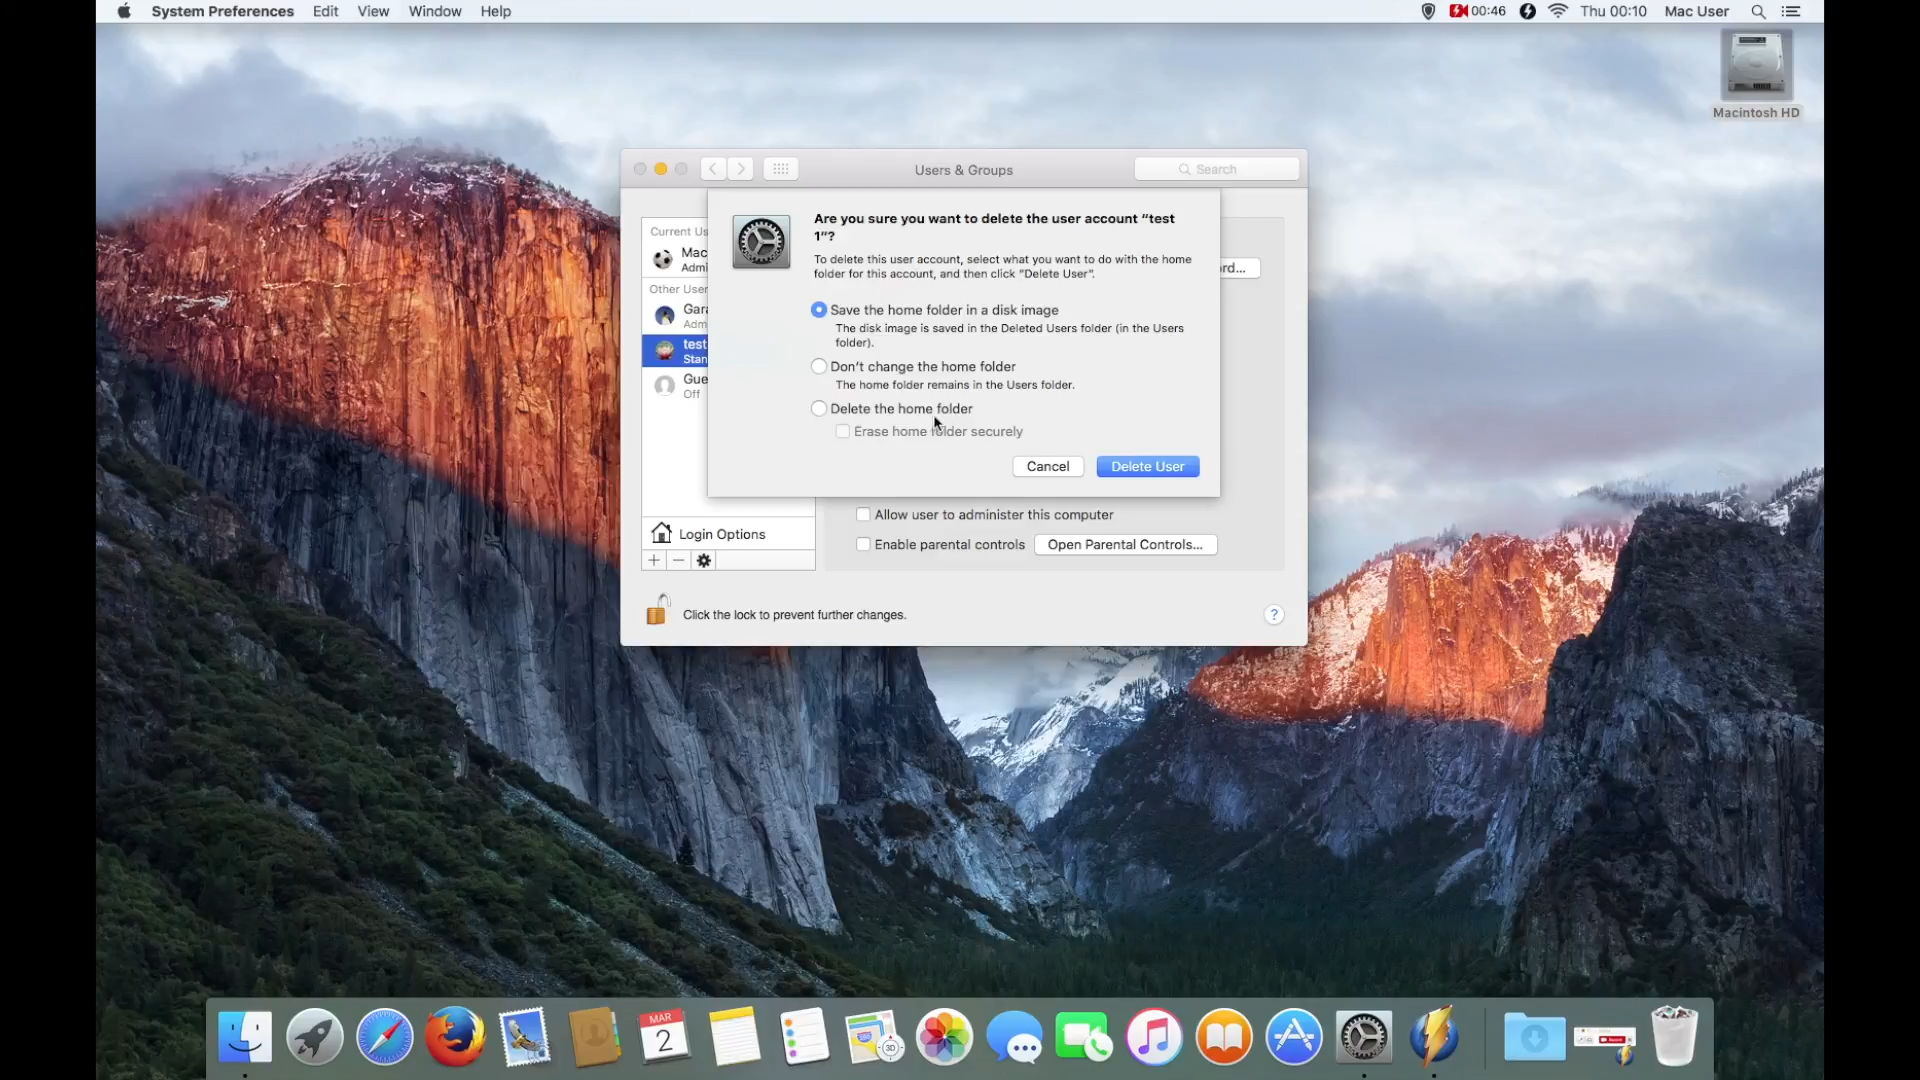 System Preferences Edit View Window Help 00:46 Thu 00:10 Mac User
Macintosh HD
Users & Groups
Search
Are you sure you want to delete the user account “test
1”?
To delete this user account, select what you want to do with the home
folder for this account, and then click “Delete User”.
Save the home folder in a disk image
The disk image is saved in the Deleted Users folder (in the Users
folder).
Don’t change the home folder
The home folder remains in the Users folder.
Delete the home folder
Erase home folder securely
Cancel Delete User
Current Us
Mac
Admi
Other User
Gara
Adm
test
Stan
Gue
Off
rd...
Allow user to administer this computer
Enable parental controls Open Parental Controls...
Login Options
+ −
Click the lock to prevent further changes.
?
MAR
2
3D